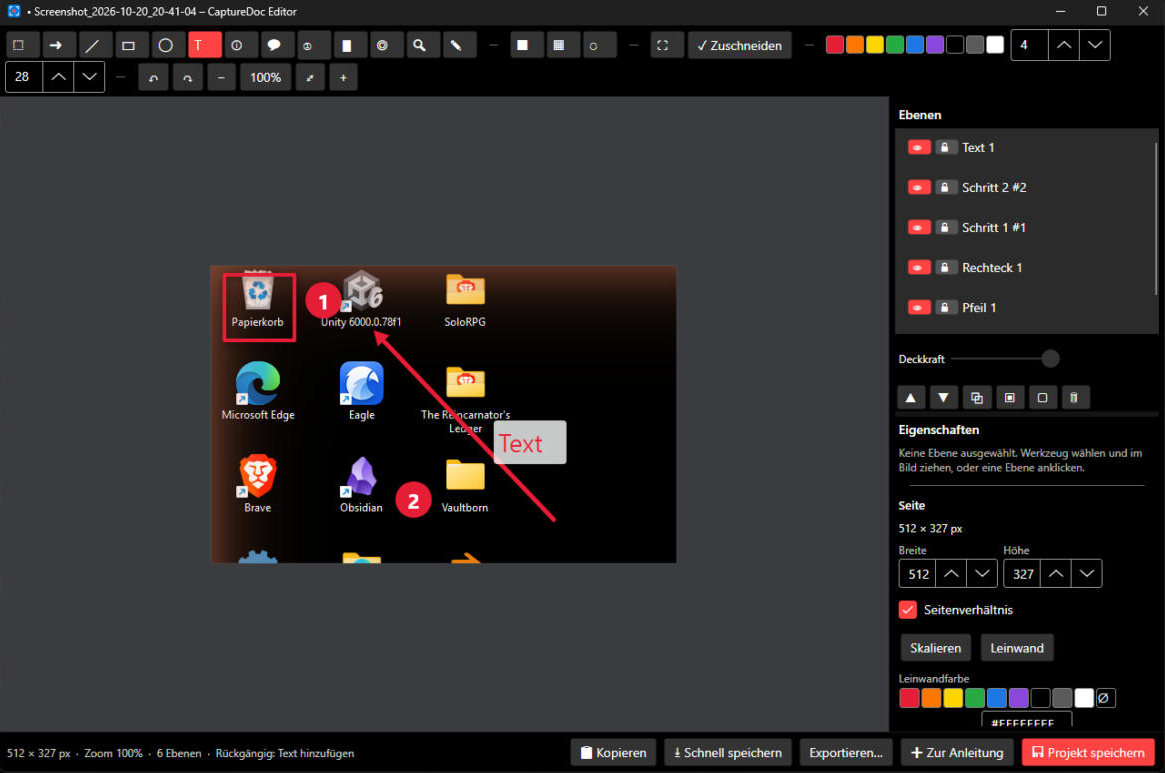 • Screenshot_2026-10-20_20-41-04 – CaptureDoc Editor
T
✓ Zuschneiden
4
28
100%
Ebenen
Text 1
Schritt 2 #2
Schritt 1 #1
Rechteck 1
Pfeil 1
Deckkraft
Eigenschaften
Keine Ebene ausgewählt. Werkzeug wählen und im
Bild ziehen, oder eine Ebene anklicken.
Seite
512 × 327 px
Breite Höhe
512 327
Seitenverhältnis
Skalieren Leinwand
Leinwandfarbe
#FFFFFFFF
Papierkorb
1
Unity 6000.0.78f1
SoloRPG
Microsoft Edge
Eagle
The Reincarnator's
Ledger
Text
Brave
Obsidian
2
Vaultborn
512 × 327 px · Zoom 100% · 6 Ebenen · Rückgängig: Text hinzufügen
Kopieren
Schnell speichern
Exportieren...
+ Zur Anleitung
Projekt speichern